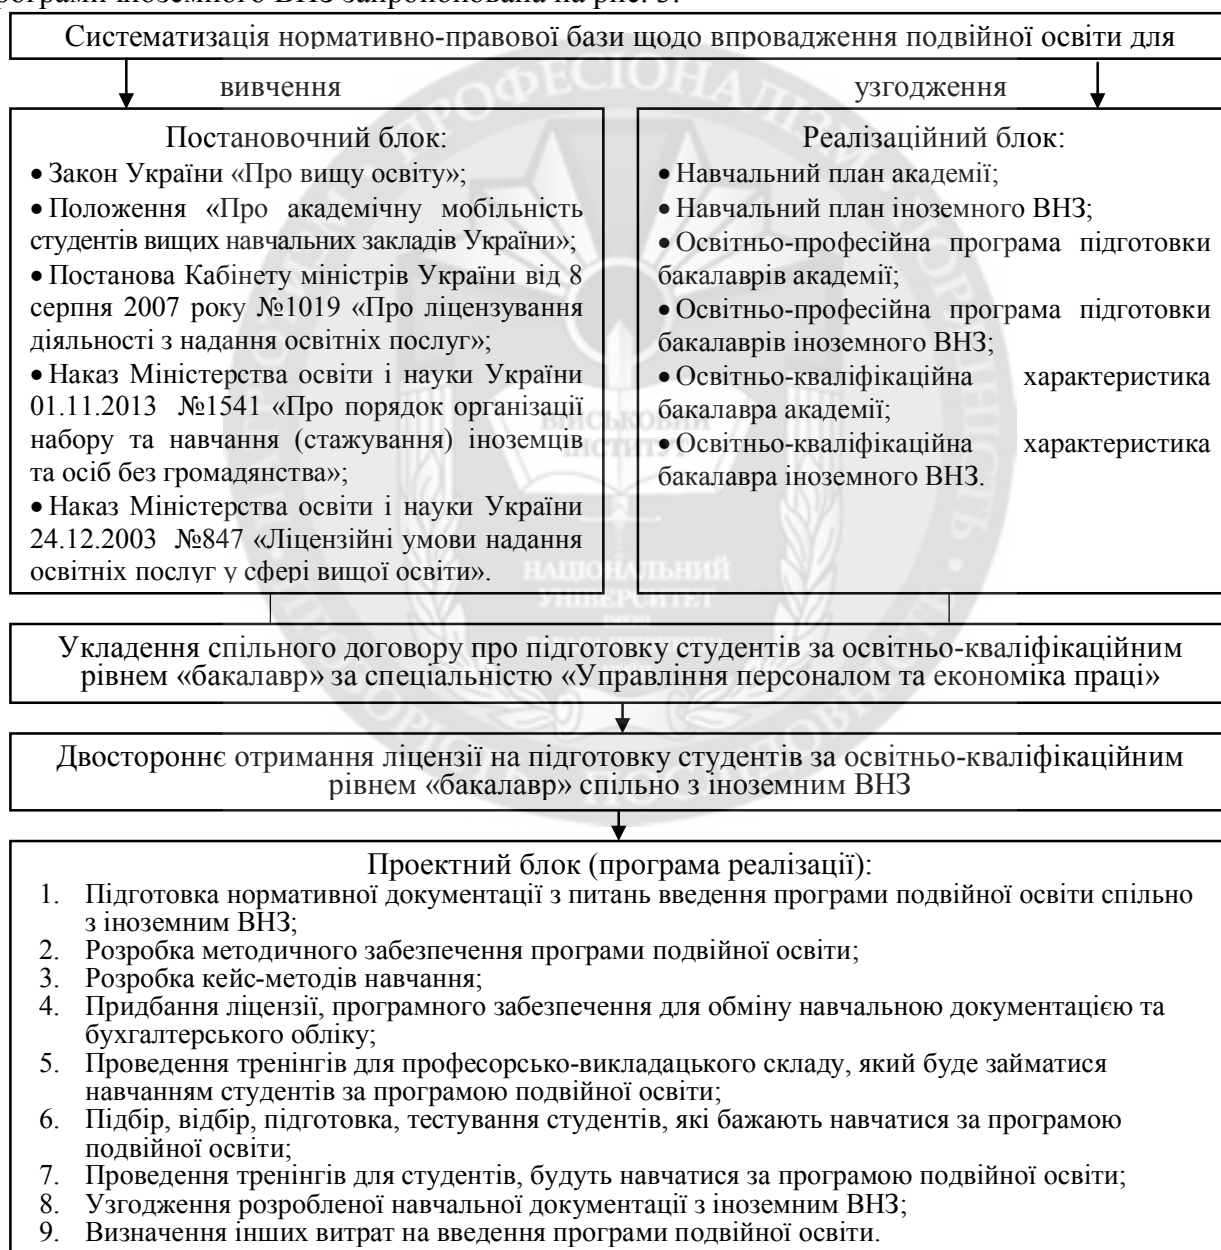 програми іноземного ВНЗ запропонована на рис. 3.
Систематизація нормативно-правової бази щодо впровадження подвійної освіти для
вивчення
узгодження
Постановочний блок:
• Закон України «Про вищу освіту»;
• Положення «Про академічну мобільність
студентів вищих навчальних закладів України»;
• Постанова Кабінету міністрів України від 8
серпня 2007 року №1019 «Про ліцензування
діяльності з надання освітніх послуг»;
• Наказ Міністерства освіти і науки України
01.11.2013 №1541 «Про порядок організації
набору та навчання (стажування) іноземців
та осіб без громадянства»;
• Наказ Міністерства освіти і науки України
24.12.2003 №847 «Ліцензійні умови надання
освітніх послуг у сфері вищої освіти».
Реалізаційний блок:
• Навчальний план академії;
• Навчальний план іноземного ВНЗ;
• Освітньо-професійна програма підготовки
бакалаврів академії;
• Освітньо-професійна програма підготовки
бакалаврів іноземного ВНЗ;
• Освітньо-кваліфікаційна характеристика
бакалавра академії;
• Освітньо-кваліфікаційна характеристика
бакалавра іноземного ВНЗ.
Укладення спільного договору про підготовку студентів за освітньо-кваліфікаційним
рівнем «бакалавр» за спеціальністю «Управління персоналом та економіка праці»
Двостороннє отримання ліцензії на підготовку студентів за освітньо-кваліфікаційним
рівнем «бакалавр» спільно з іноземним ВНЗ
Проектний блок (програма реалізації):
1. Підготовка нормативної документації з питань введення програми подвійної освіти спільно
з іноземним ВНЗ;
2. Розробка методичного забезпечення програми подвійної освіти;
3. Розробка кейс-методів навчання;
4. Придбання ліцензії, програмного забезпечення для обміну навчальною документацією та
бухгалтерського обліку;
5. Проведення тренінгів для професорсько-викладацького складу, який буде займатися
навчанням студентів за програмою подвійної освіти;
6. Підбір, відбір, підготовка, тестування студентів, які бажають навчатися за програмою
подвійної освіти;
7. Проведення тренінгів для студентів, будуть навчатися за програмою подвійної освіти;
8. Узгодження розробленої навчальної документації з іноземним ВНЗ;
9. Визначення інших витрат на введення програми подвійної освіти.
ВІЙСЬКОВИЙ
ІНСТИТУТ
НАЦІОНАЛЬНИЙ
УНІВЕРСИТЕТ